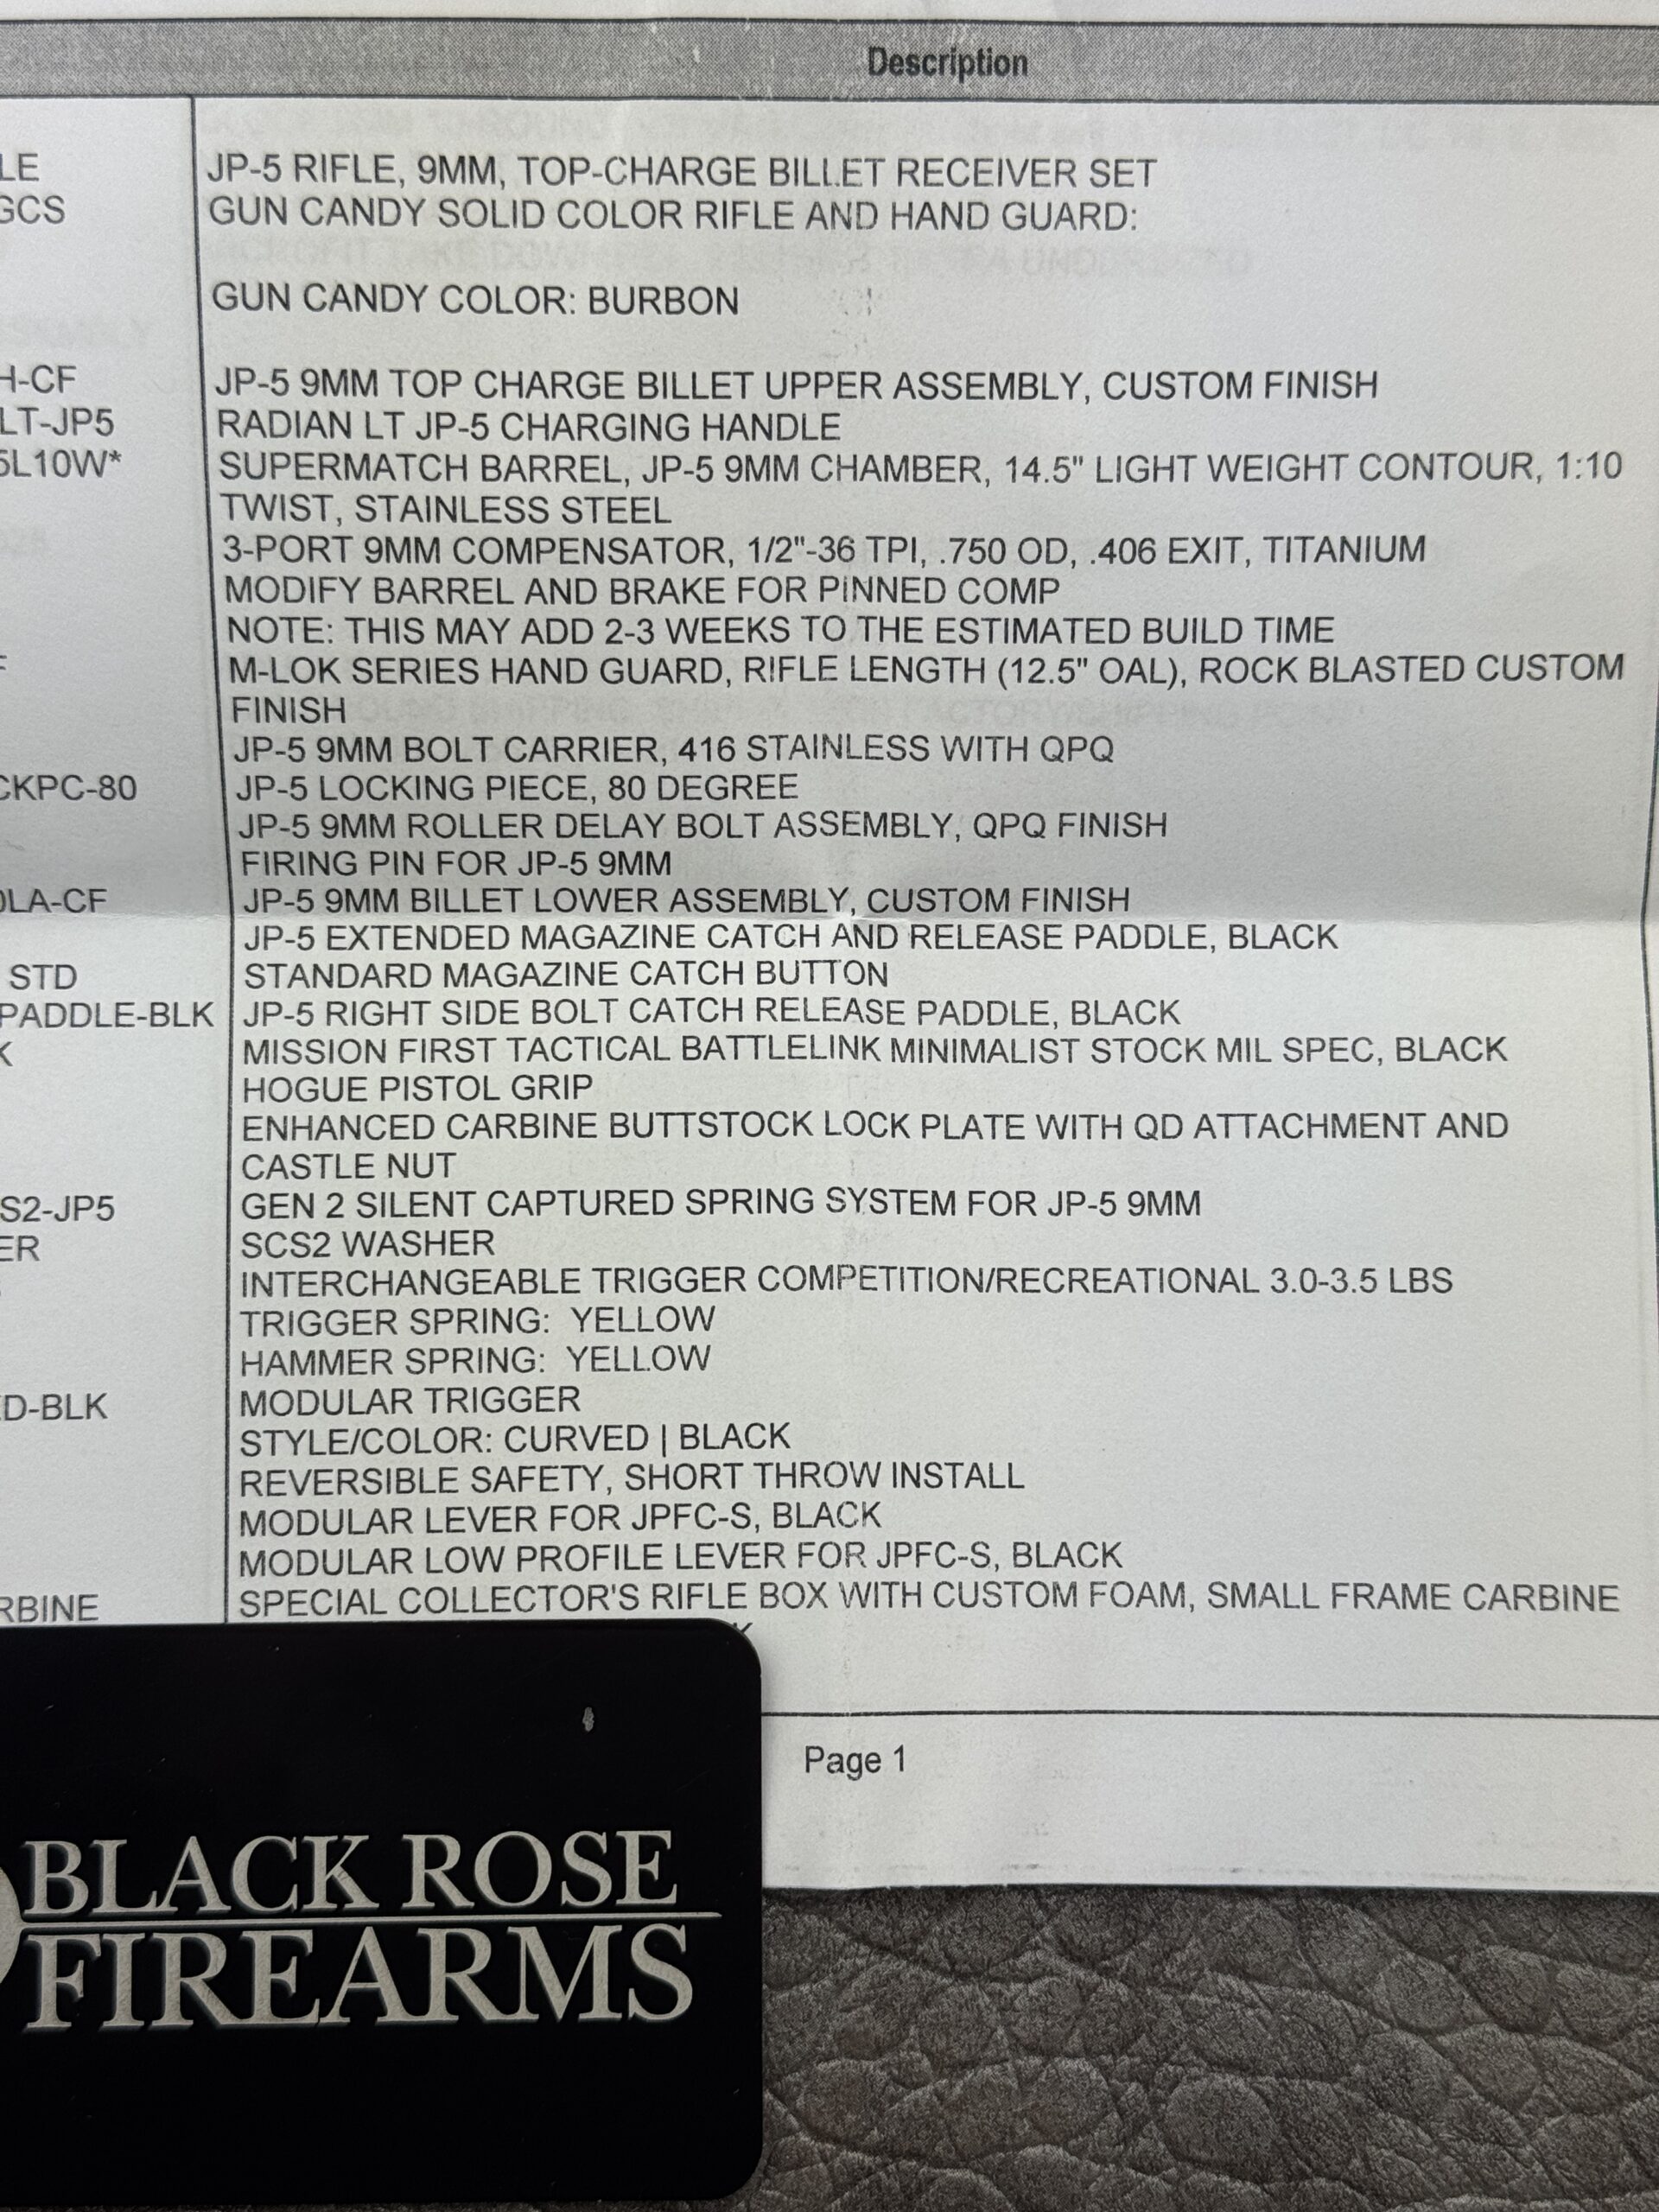 Description
LE JP-5 RIFLE, 9MM, TOP-CHARGE BILLET RECEIVER SET
GCS GUN CANDY SOLID COLOR RIFLE AND HAND GUARD:
GUN CANDY COLOR: BURBON
H-CF JP-5 9MM TOP CHARGE BILLET UPPER ASSEMBLY, CUSTOM FINISH
LT-JP5 RADIAN LT JP-5 CHARGING HANDLE
5L10W* SUPERMATCH BARREL, JP-5 9MM CHAMBER, 14.5" LIGHT WEIGHT CONTOUR, 1:10
TWIST, STAINLESS STEEL
3-PORT 9MM COMPENSATOR, 1/2"-36 TPI, .750 OD, .406 EXIT, TITANIUM
MODIFY BARREL AND BRAKE FOR PINNED COMP
NOTE: THIS MAY ADD 2-3 WEEKS TO THE ESTIMATED BUILD TIME
F M-LOK SERIES HAND GUARD, RIFLE LENGTH (12.5" OAL), ROCK BLASTED CUSTOM
FINISH
JP-5 9MM BOLT CARRIER, 416 STAINLESS WITH QPQ
CKPC-80 JP-5 LOCKING PIECE, 80 DEGREE
JP-5 9MM ROLLER DELAY BOLT ASSEMBLY, QPQ FINISH
FIRING PIN FOR JP-5 9MM
OLA-CF JP-5 9MM BILLET LOWER ASSEMBLY, CUSTOM FINISH
JP-5 EXTENDED MAGAZINE CATCH AND RELEASE PADDLE, BLACK
STD STANDARD MAGAZINE CATCH BUTTON
PADDLE-BLK JP-5 RIGHT SIDE BOLT CATCH RELEASE PADDLE, BLACK
K MISSION FIRST TACTICAL BATTLELINK MINIMALIST STOCK MIL SPEC, BLACK
HOGUE PISTOL GRIP
ENHANCED CARBINE BUTTSTOCK LOCK PLATE WITH QD ATTACHMENT AND
CASTLE NUT
S2-JP5 GEN 2 SILENT CAPTURED SPRING SYSTEM FOR JP-5 9MM
ER SCS2 WASHER
INTERCHANGEABLE TRIGGER COMPETITION/RECREATIONAL 3.0-3.5 LBS
TRIGGER SPRING: YELLOW
HAMMER SPRING: YELLOW
ED-BLK MODULAR TRIGGER
STYLE/COLOR: CURVED | BLACK
REVERSIBLE SAFETY, SHORT THROW INSTALL
MODULAR LEVER FOR JPFC-S, BLACK
MODULAR LOW PROFILE LEVER FOR JPFC-S, BLACK
RBINE SPECIAL COLLECTOR'S RIFLE BOX WITH CUSTOM FOAM, SMALL FRAME CARBINE
Page 1
BLACK ROSE
FIREARMS